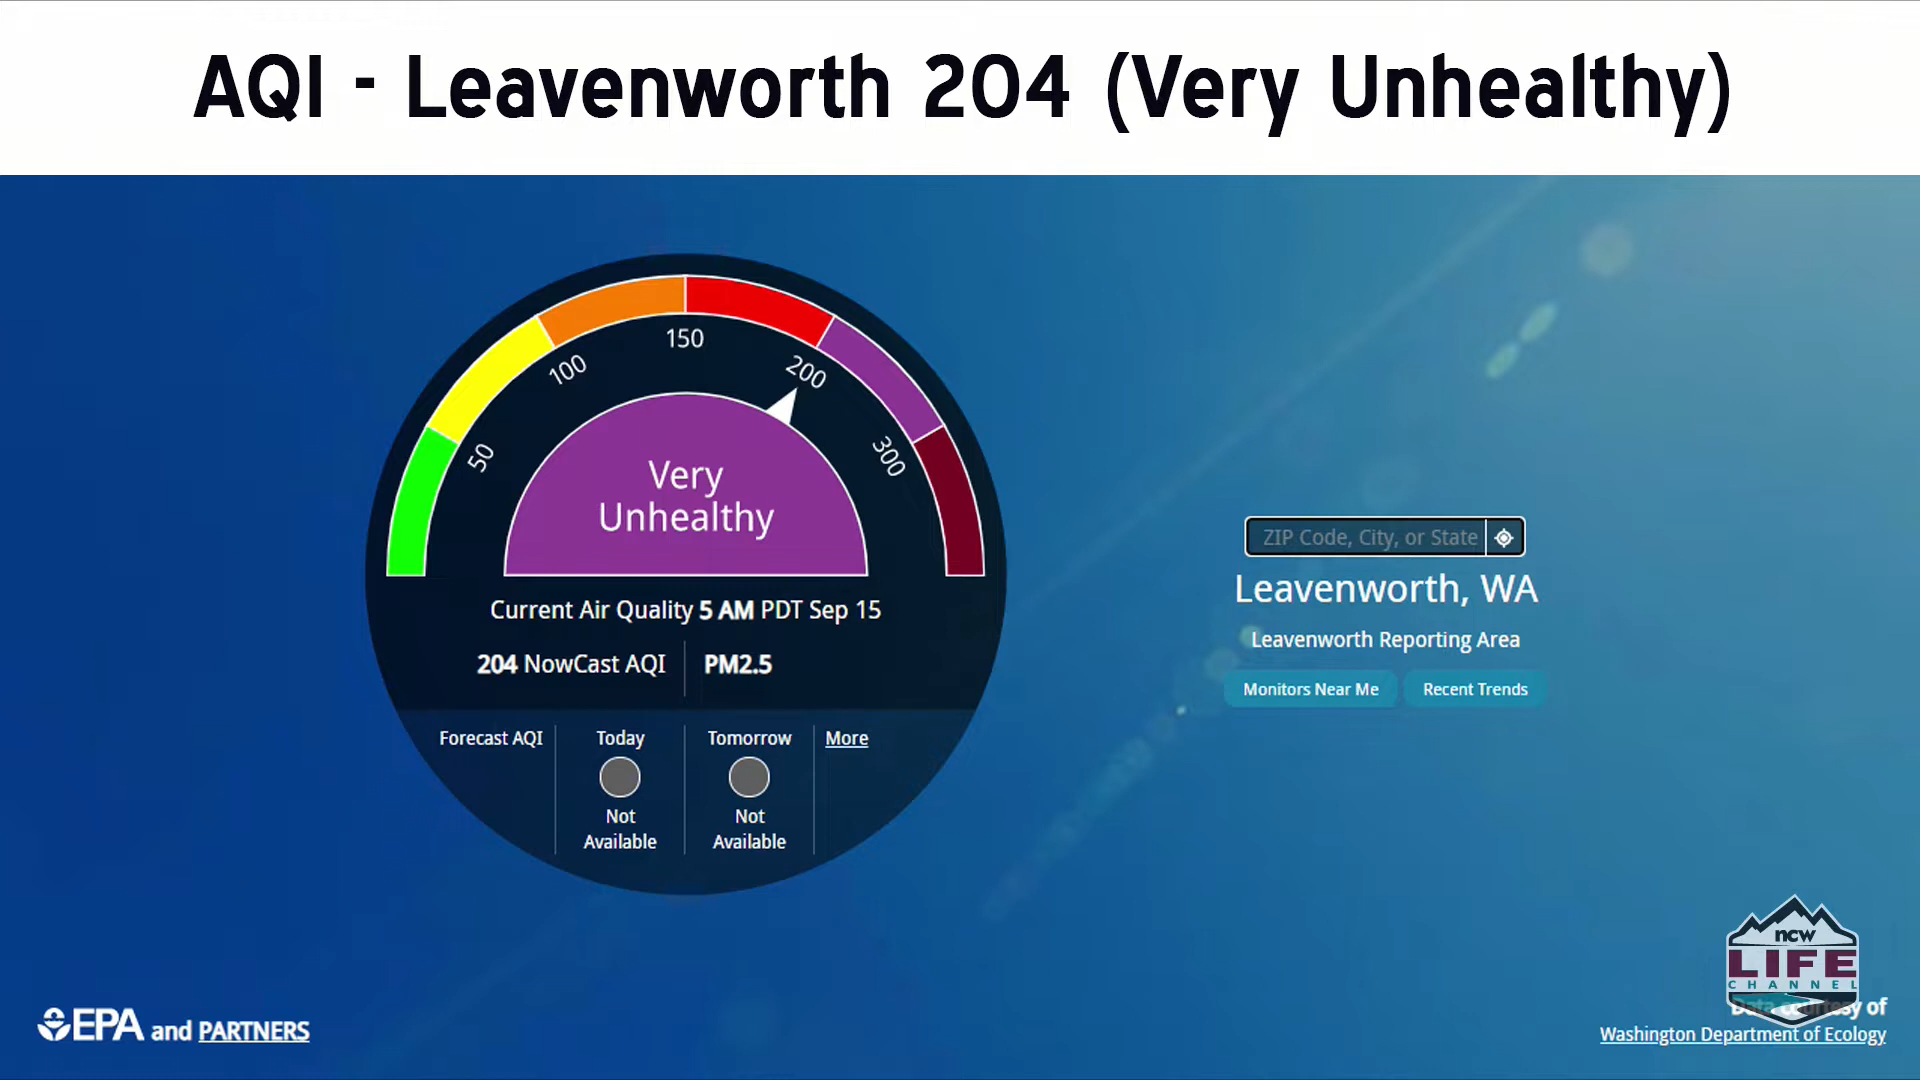 AQI - Leavenworth 204 (Very Unhealthy)
50
100
150
200
300
Very
Unhealthy
Current Air Quality 5 AM PDT Sep 15
204 NowCast AQI
PM2.5
Forecast AQI
Today
Not
Available
Tomorrow
Not
Available
More
ZIP Code, City, or State
Leavenworth, WA
Leavenworth Reporting Area
Monitors Near Me
Recent Trends
EPA and PARTNERS
ncw
LIFE
CHANNEL
Data courtesy of
Washington Department of Ecology